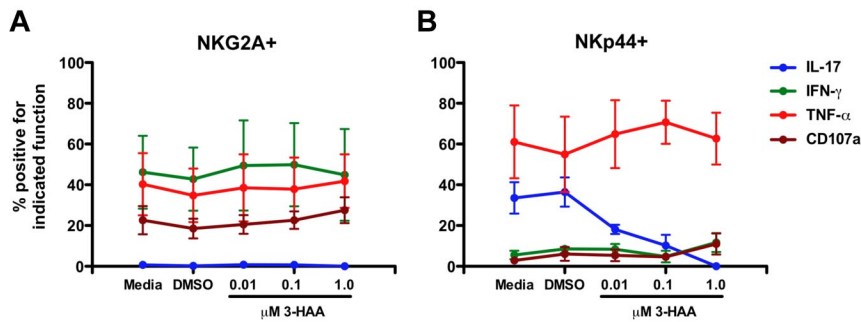 A
NKG2A+
% positive for
indicated function
100
80
60
40
20
0
Media
DMSO
0.01
0.1
1.0
μM 3-HAA
B
NKp44+
100
80
60
40
20
0
Media
DMSO
0.01
0.1
1.0
μM 3-HAA
IL-17
IFN-γ
TNF-α
CD107a